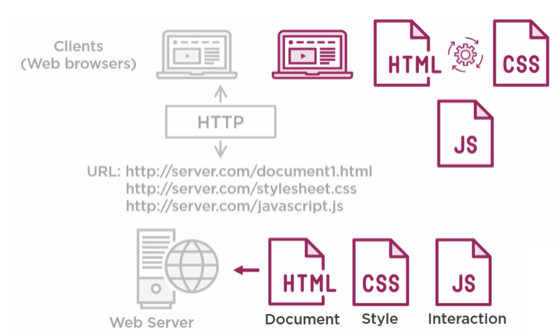 Clients
(Web browsers)
HTML
CSS
HTTP
JS
URL: http://server.com/document1.html
http://server.com/stylesheet.css
http://server.com/javascript.js
HTML
CSS
JS
Web Server
Document
Style
Interaction